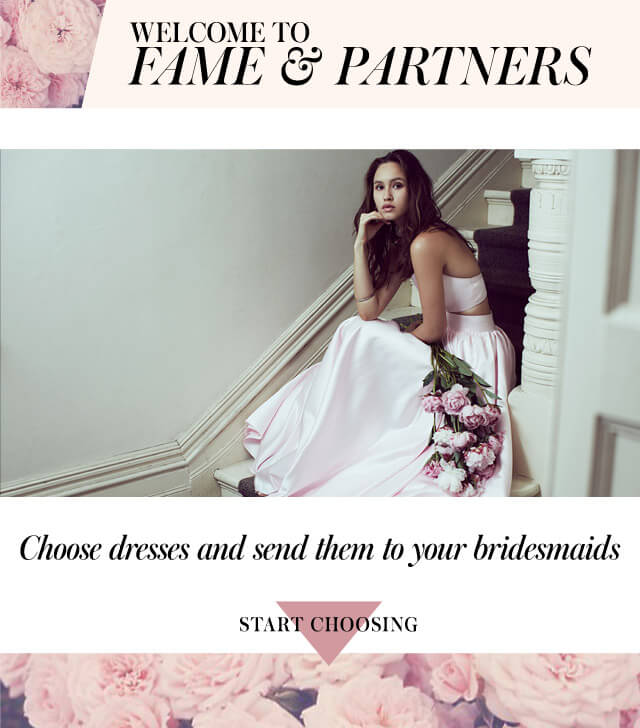 WELCOME TO
FAME & PARTNERS
Choose dresses and send them to your bridesmaids
START CHOOSING